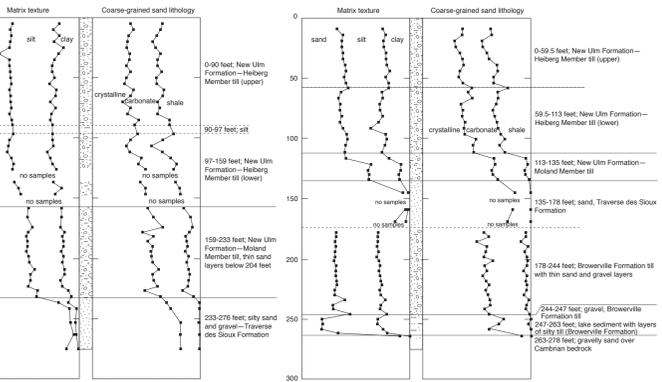 Matrix texture
Coarse-grained sand lithology
silt
clay
crystalline
carbonate
shale
no samples
no samples
no samples
no samples
0-90 feet; New Ulm
Formation—Heiberg
Member till (upper)
90-97 feet; silt
97-159 feet; New Ulm
Formation—Heiberg
Member till (lower)
159-233 feet; New Ulm
Formation—Moland
Member till, thin sand
layers below 204 feet
233-276 feet; silty sand
and gravel—Traverse
des Sioux Formation
Matrix texture
Coarse-grained sand lithology
0
50
100
150
200
250
300
sand
silt
clay
crystalline
carbonate
shale
no samples
no samples
no samples
no samples
0-59.5 feet; New Ulm Formation—
Heiberg Member till (upper)
59.5-113 feet; New Ulm Formation—
Heiberg Member till (lower)
113-135 feet; New Ulm Formation—
Moland Member till
135-178 feet; sand, Traverse des Sioux
Formation
178-244 feet; Browerville Formation till
with thin sand and gravel layers
244-247 feet; gravel, Browerville
Formation till
247-263 feet; lake sediment with layers
of silty till (Browerville Formation)
263-278 feet; gravelly sand over
Cambrian bedrock